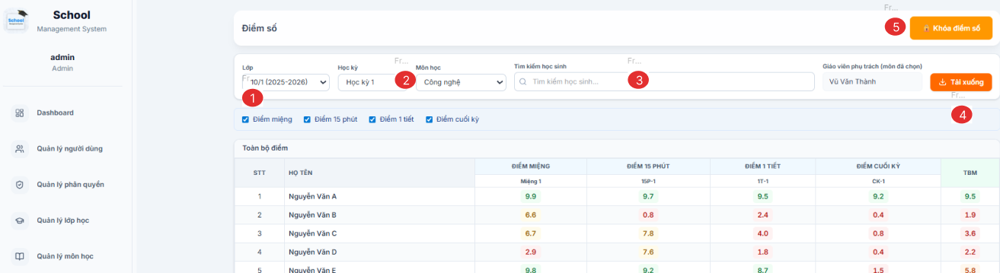 School
School
Management System
admin
Admin
Dashboard
Quản lý người dùng
Quản lý phân quyền
Quản lý lớp học
Quản lý môn học
Điểm số
Fr...
5
Khóa điểm số
Lớp
Fr
10/1 (2025-2026)
1
Học kỳ
Học kỳ 1
Fr...
2
Môn học
Công nghệ
Tìm kiếm học sinh
Tìm kiếm học sinh...
Fr...
3
Giáo viên phụ trách (môn đã chọn)
Vũ Văn Thành
Tải xuống
Fr...
4
Điểm miệng Điểm 15 phút Điểm 1 tiết Điểm cuối kỳ
Toàn bộ điểm
STT HỌ TÊN ĐIỂM MIỆNG ĐIỂM 15 PHÚT ĐIỂM 1 TIẾT ĐIỂM CUỐI KỲ TBM
Miệng 1 15P-1 1T-1 CK-1
1 Nguyễn Văn A 9.9 9.7 9.5 9.2 9.5
2 Nguyễn Văn B 6.6 0.8 2.4 0.4 1.9
3 Nguyễn Văn C 6.7 7.8 4.0 0.8 3.6
4 Nguyễn Văn D 2.9 7.6 1.8 0.4 2.2
5 Nguyễn Văn E 9.8 9.2 8.7 1.5 5.8